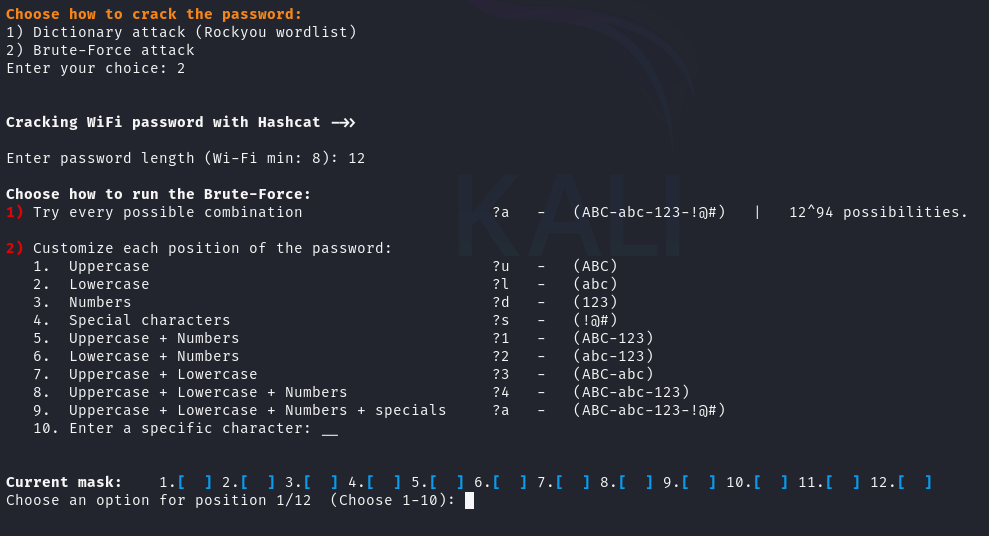 Choose how to crack the password:
1) Dictionary attack (Rockyou wordlist)
2) Brute-Force attack
Enter your choice: 2
Cracking WiFi password with Hashcat -->>
Enter password length (Wi-Fi min: 8): 12
Choose how to run the Brute-Force:
1) Try every possible combination ?a - (ABC-abc-123-!@#) | 12^94 possibilities.
2) Customize each position of the password:
1. Uppercase ?u - (ABC)
2. Lowercase ?l - (abc)
3. Numbers ?d - (123)
4. Special characters ?s - (!@#)
5. Uppercase + Numbers ?1 - (ABC-123)
6. Lowercase + Numbers ?2 - (abc-123)
7. Uppercase + Lowercase ?3 - (ABC-abc)
8. Uppercase + Lowercase + Numbers ?4 - (ABC-abc-123)
9. Uppercase + Lowercase + Numbers + specials ?a - (ABC-abc-123-!@#)
10. Enter a specific character: __
Current mask: 1.[ ] 2.[ ] 3.[ ] 4.[ ] 5.[ ] 6.[ ] 7.[ ] 8.[ ] 9.[ ] 10.[ ] 11.[ ] 12.[ ]
Choose an option for position 1/12 (Choose 1-10):
KALI